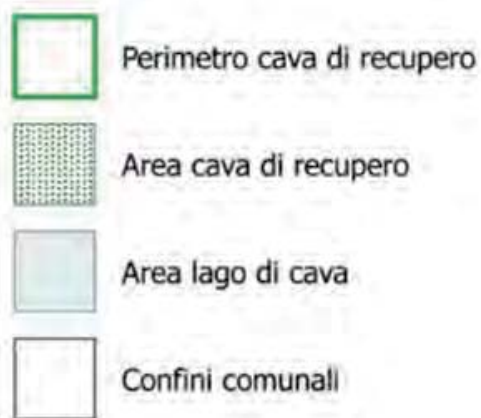 Perimetro cava di recupero
Area cava di recupero
Area lago di cava
Confini comunali